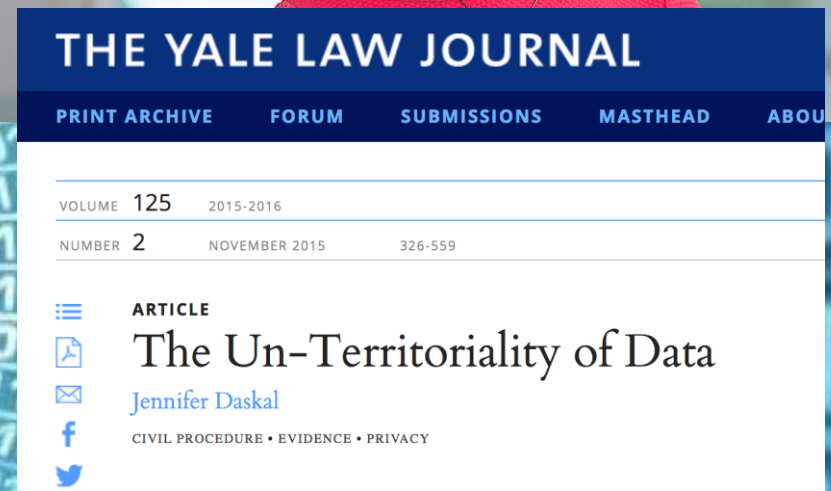 THE YALE LAW JOURNAL
PRINT ARCHIVE FORUM SUBMISSIONS MASTHEAD ABOU
VOLUME 125 2015-2016
NUMBER 2 NOVEMBER 2015 326-559
ARTICLE
The Un-Territoriality of Data
Jennifer Daskal
CIVIL PROCEDURE • EVIDENCE • PRIVACY